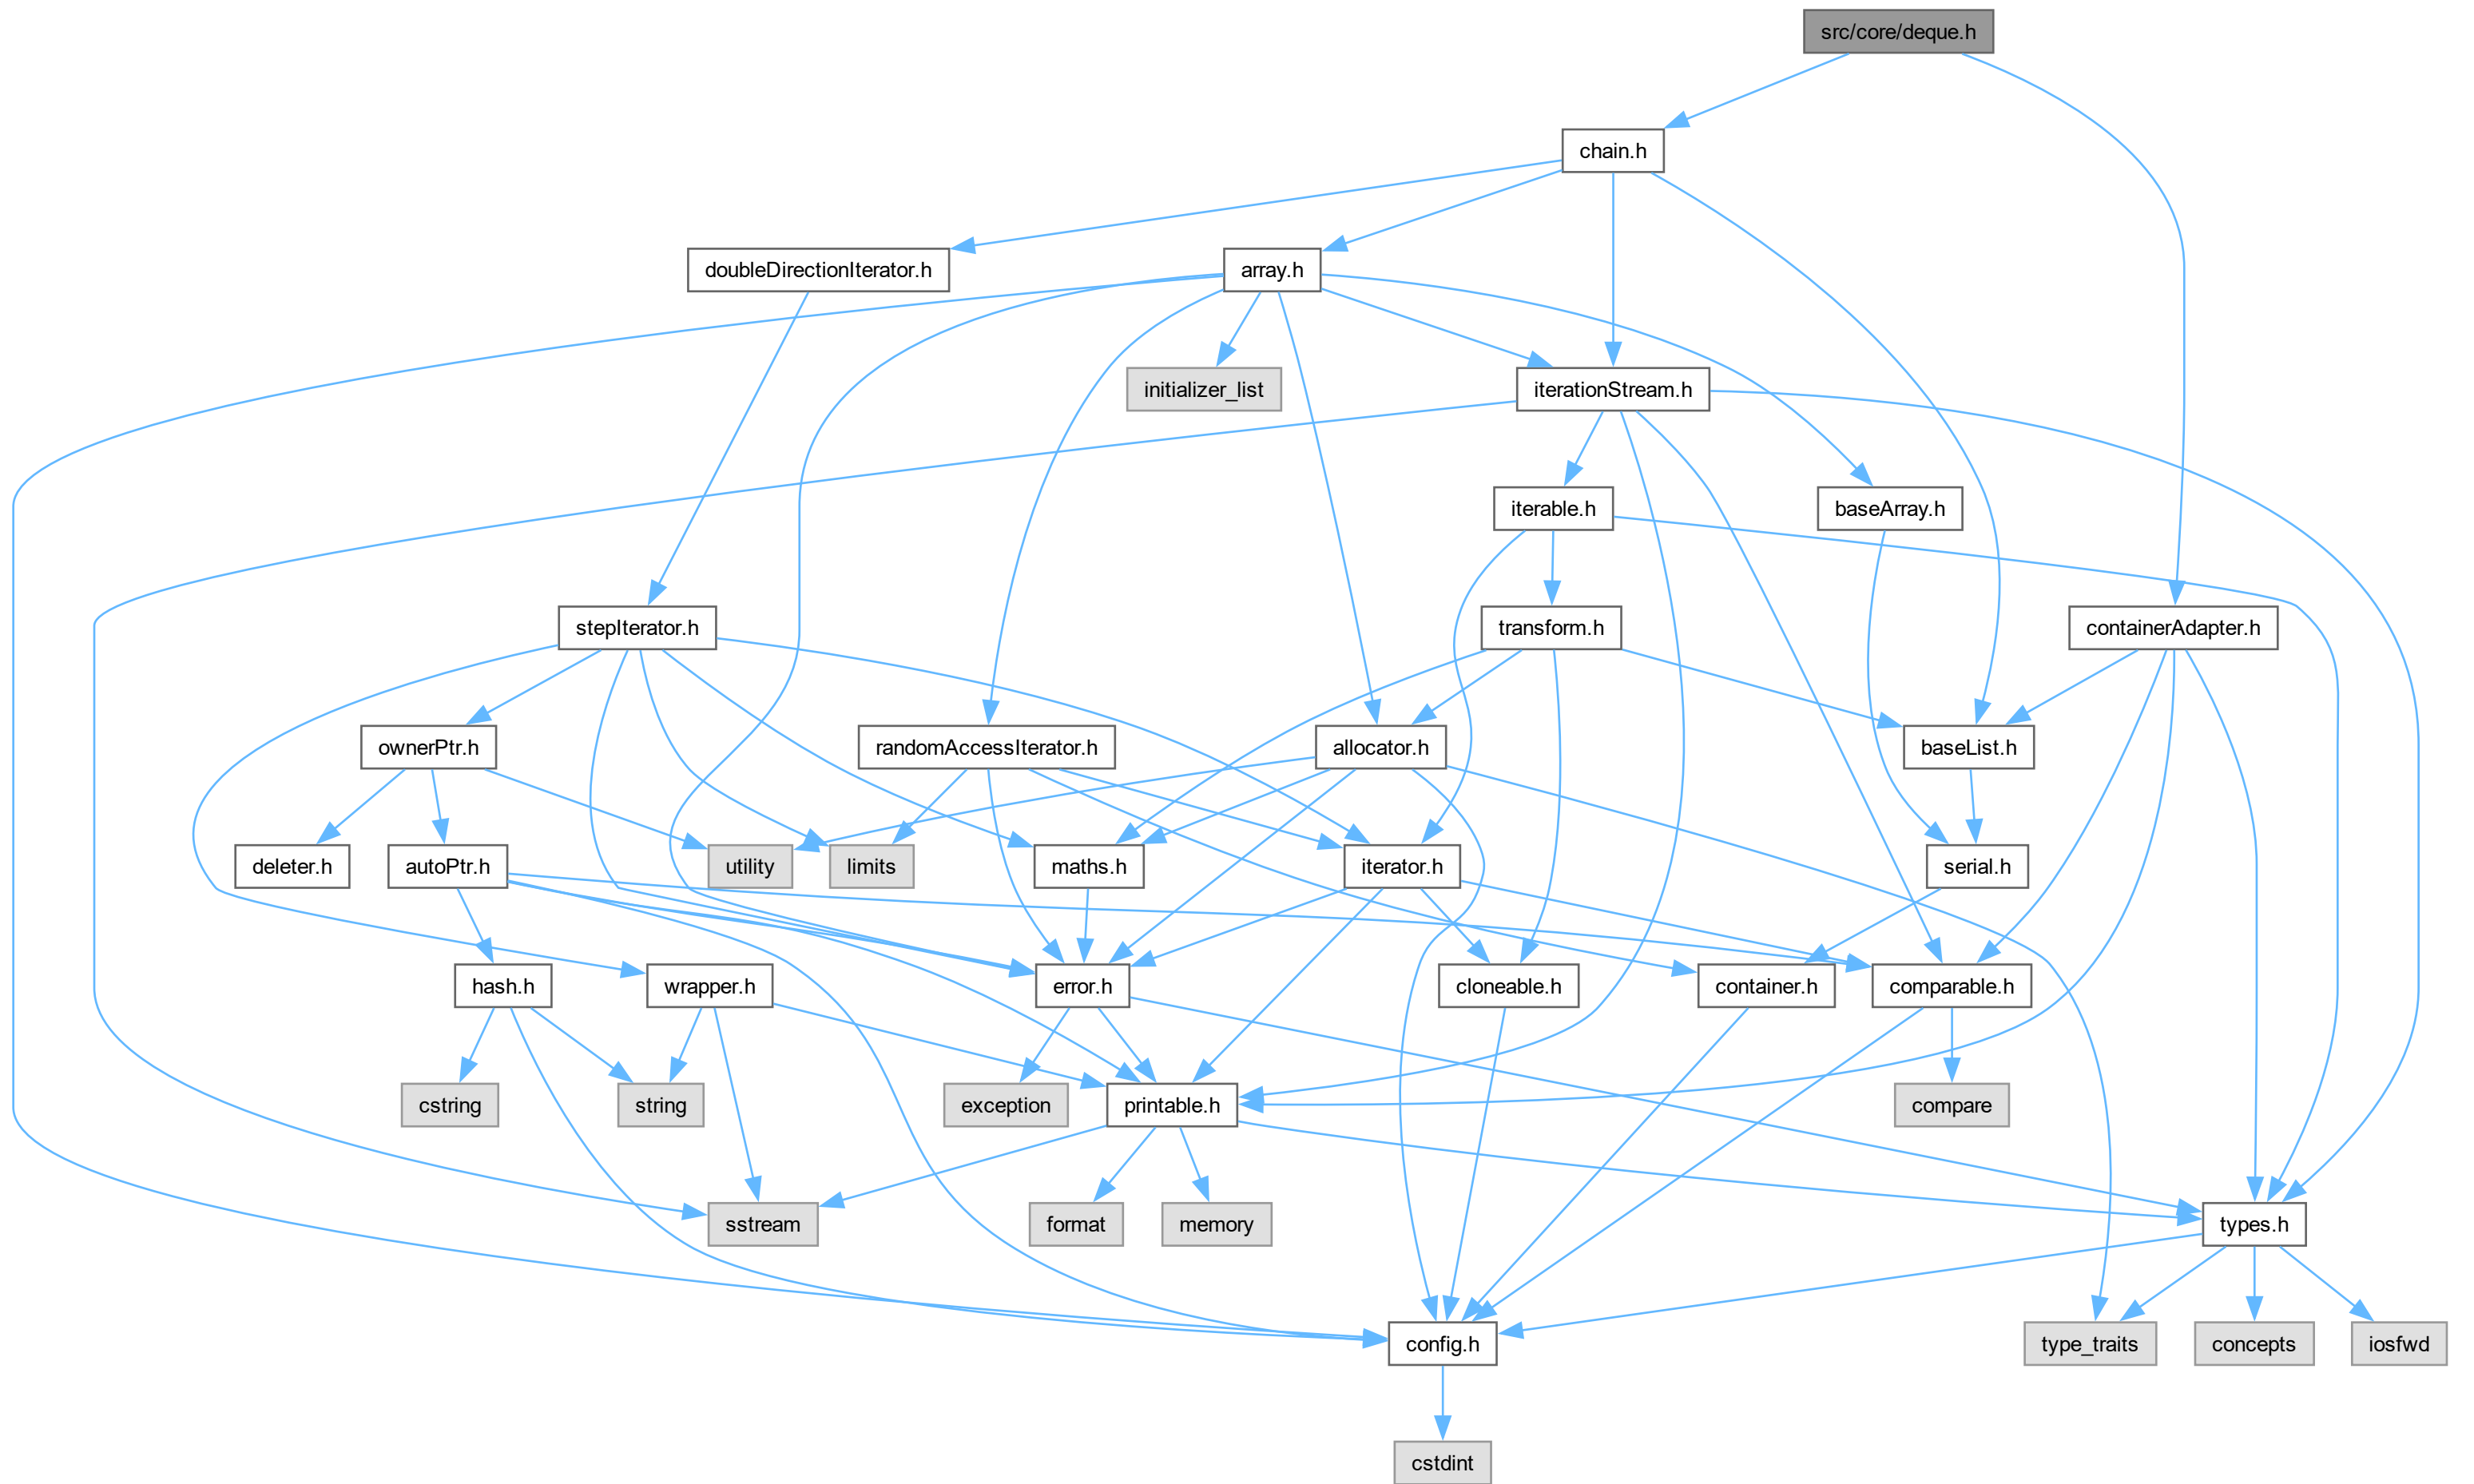 src/core/deque.h
chain.h
doubleDirectionIterator.h
array.h
initializer_list
iterationStream.h
iterable.h
baseArray.h
stepIterator.h
transform.h
containerAdapter.h
ownerPtr.h
randomAccessIterator.h
allocator.h
baseList.h
deleter.h
autoPtr.h
utility
limits
maths.h
iterator.h
serial.h
hash.h
wrapper.h
error.h
cloneable.h
container.h
comparable.h
cstring
string
exception
printable.h
compare
sstream
format
memory
types.h
config.h
type_traits
concepts
iosfwd
cstdint